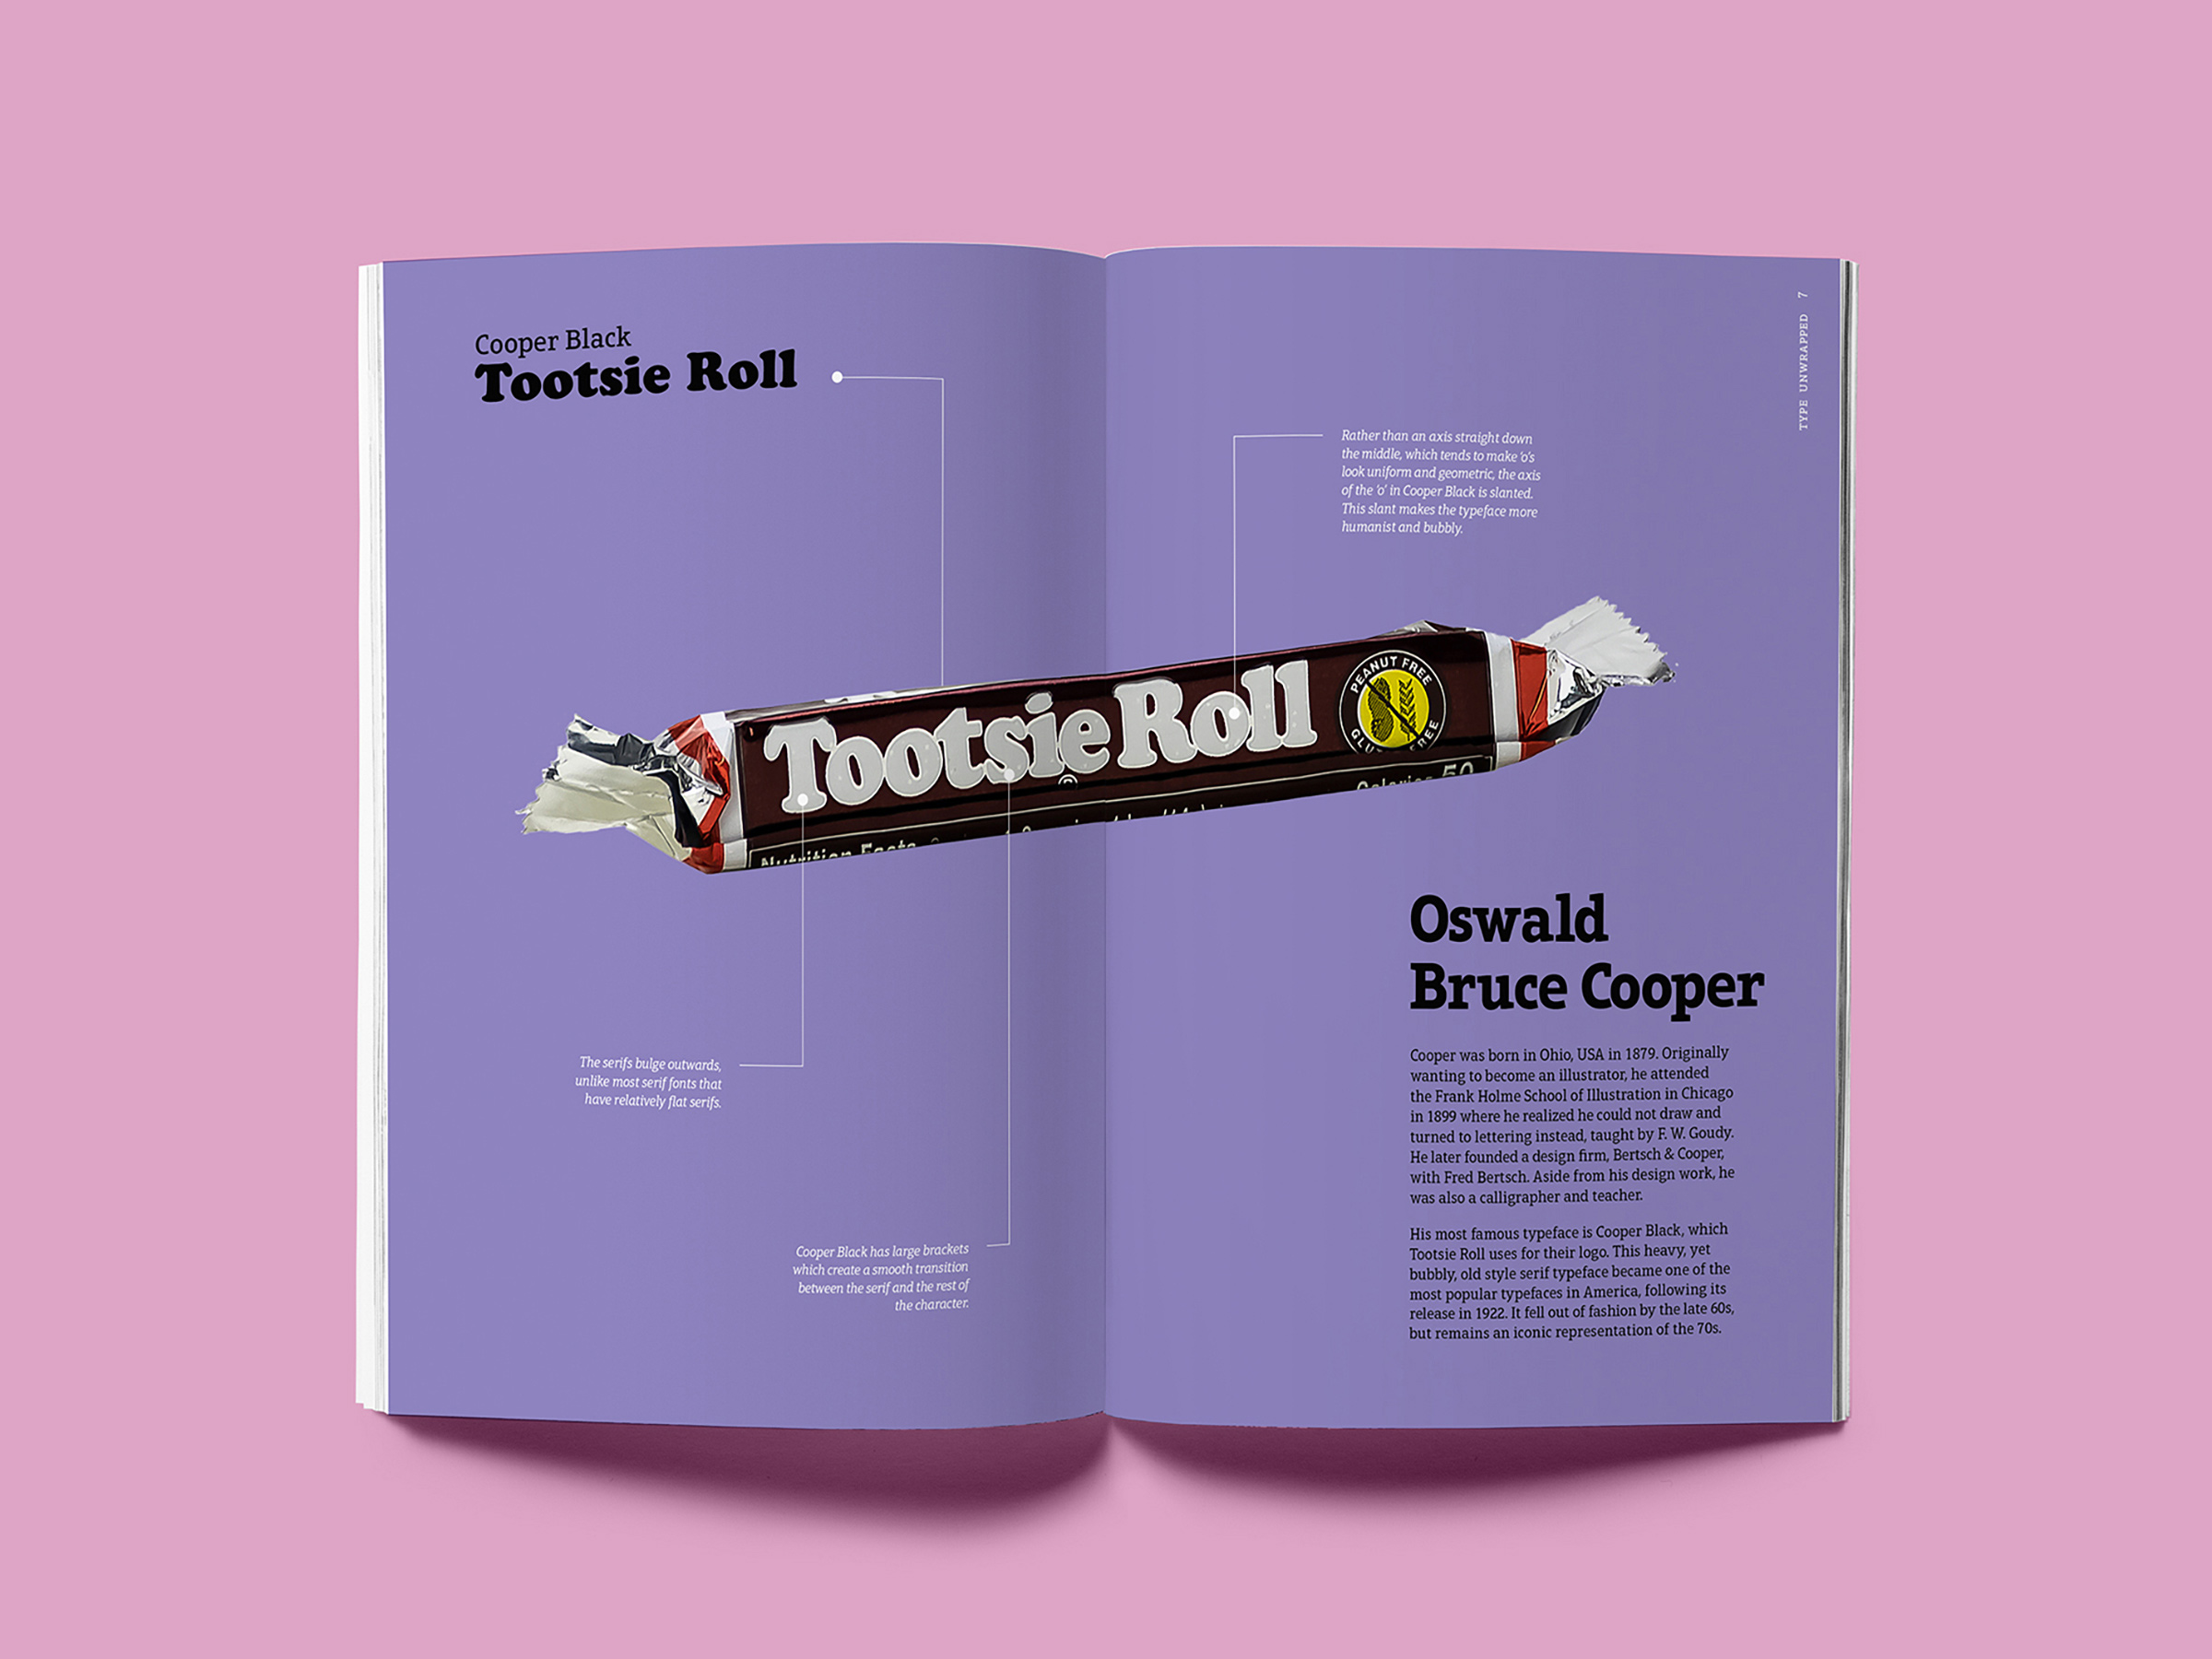 Cooper Black
Tootsie Roll
TYPE UNWRAPPED 7
Rather than an axis straight down
the middle, which tends to make ‘o’s
look uniform and geometric, the axis
of the ‘o’ in Cooper Black is slanted.
This slant makes the typeface more
humanist and bubbly.
Tootsie Roll
®
PEANUT FREE
Nutrition Facts
50
The serifs bulge outwards,
unlike most serif fonts that
have relatively flat serifs.
Cooper Black has large brackets
which create a smooth transition
between the serif and the rest of
the character.
Oswald
Bruce Cooper
Cooper was born in Ohio, USA in 1879. Originally
wanting to become an illustrator, he attended
the Frank Holme School of Illustration in Chicago
in 1899 where he realized he could not draw and
turned to lettering instead, taught by F. W. Goudy.
He later founded a design firm, Bertsch & Cooper,
with Fred Bertsch. Aside from his design work, he
was also a calligrapher and teacher.
His most famous typeface is Cooper Black, which
Tootsie Roll uses for their logo. This heavy, yet
bubbly, old style serif typeface became one of the
most popular typefaces in America, following its
release in 1922. It fell out of fashion by the late 60s,
but remains an iconic representation of the 70s.